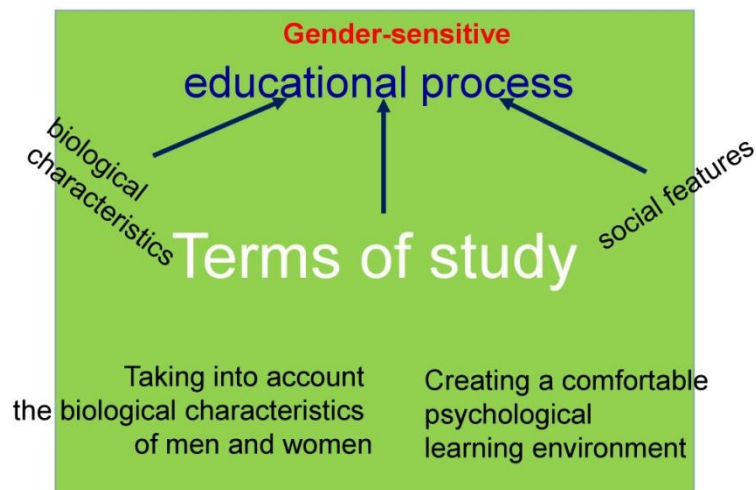 Gender-sensitive
educational process
biological
characteristics
social features
Terms of study
Taking into account
the biological characteristics
of men and women
Creating a comfortable
psychological
learning environment